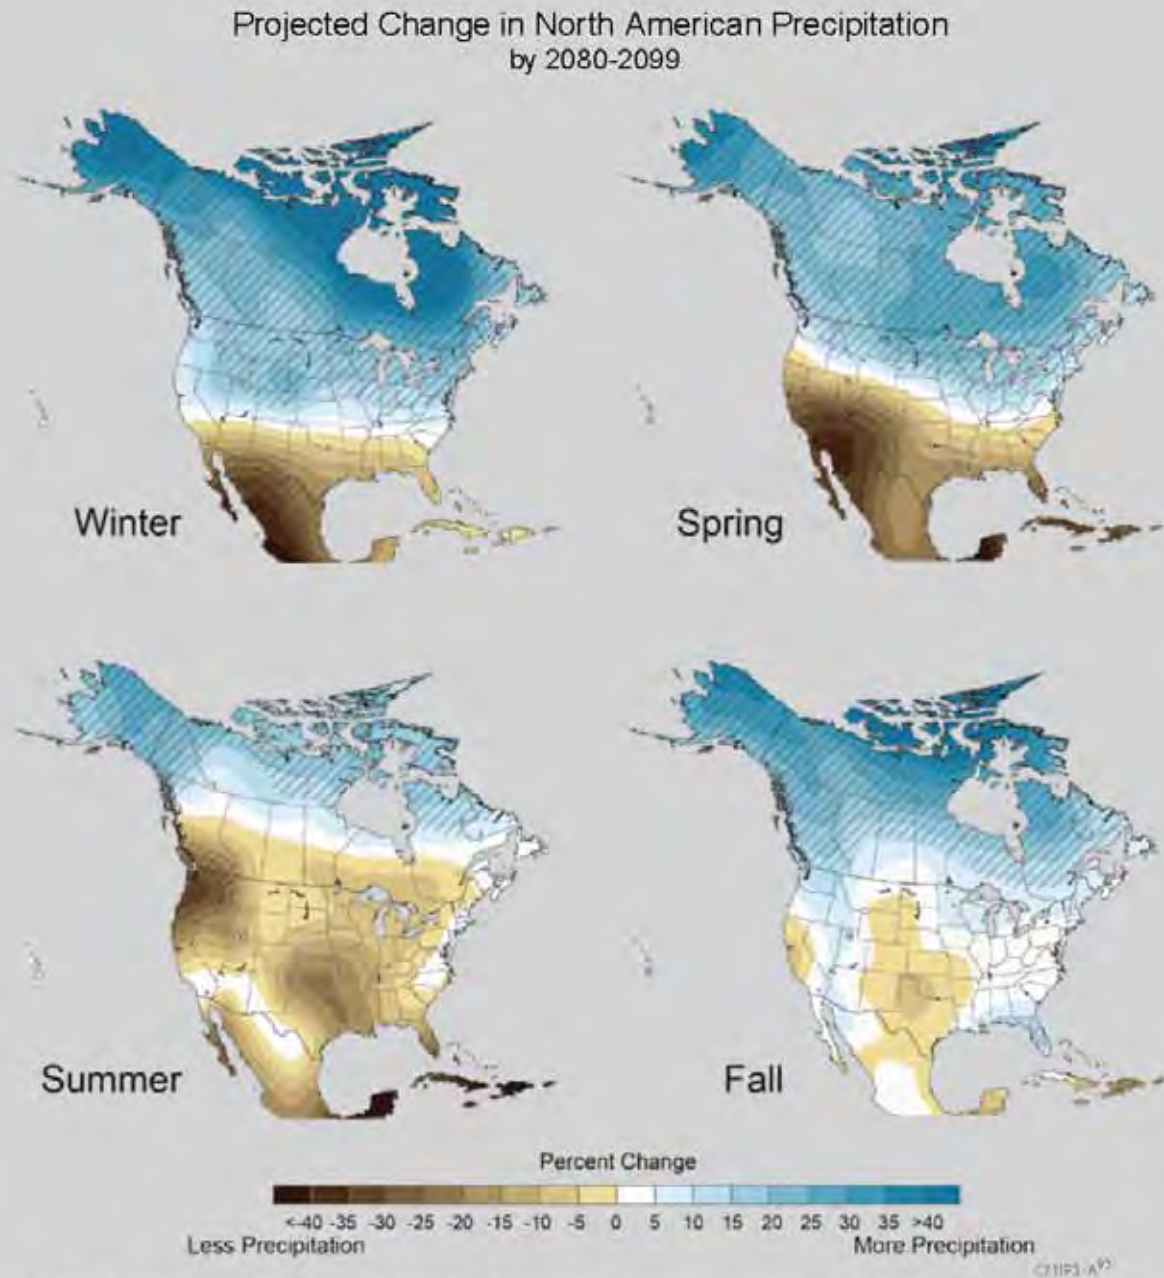 Projected Change in North American Precipitation
by 2080-2099
Winter
Spring
Summer
Fall
Percent Change
<-40 -35 -30 -25 -20 -15 -10 -5 0 5 10 15 20 25 30 35 >40
Less Precipitation
More Precipitation